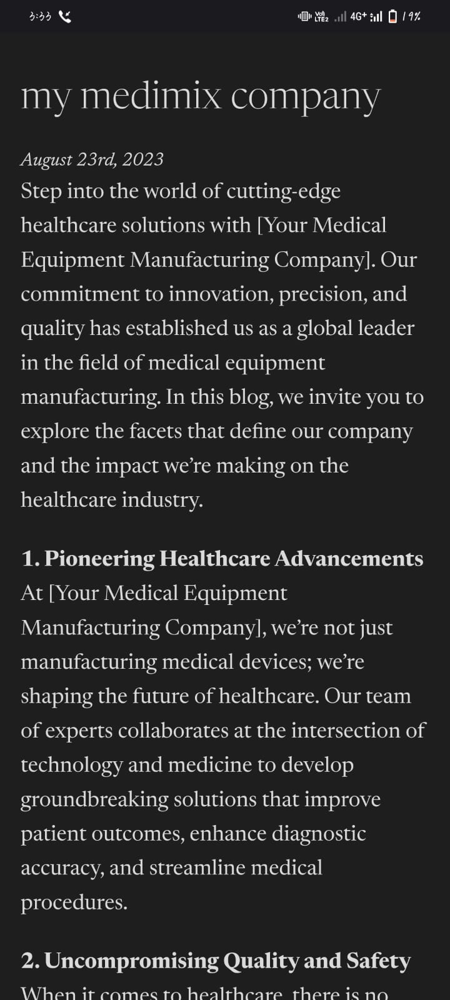 3:33
Vo)) LTE2 4G+ 19%
my medimix company
August 23rd, 2023
Step into the world of cutting-edge
healthcare solutions with [Your Medical
Equipment Manufacturing Company]. Our
commitment to innovation, precision, and
quality has established us as a global leader
in the field of medical equipment
manufacturing. In this blog, we invite you to
explore the facets that define our company
and the impact we’re making on the
healthcare industry.
1. Pioneering Healthcare Advancements
At [Your Medical Equipment
Manufacturing Company], we’re not just
manufacturing medical devices; we’re
shaping the future of healthcare. Our team
of experts collaborates at the intersection of
technology and medicine to develop
groundbreaking solutions that improve
patient outcomes, enhance diagnostic
accuracy, and streamline medical
procedures.
2. Uncompromising Quality and Safety
When it comes to healthcare, there is no